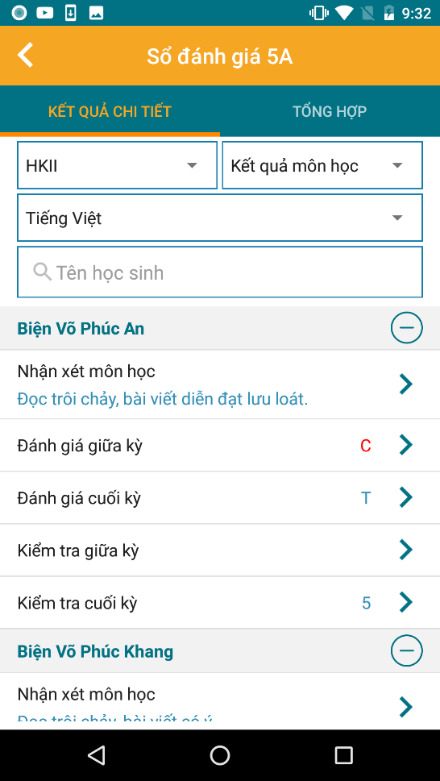 9:32
Sổ đánh giá 5A
KẾT QUẢ CHI TIẾT
TỔNG HỢP
HKII
Kết quả môn học
Tiếng Việt
Tên học sinh
Biện Võ Phúc An
Nhận xét môn học
Đọc trôi chảy, bài viết diễn đạt lưu loát.
Đánh giá giữa kỳ C
Đánh giá cuối kỳ T
Kiểm tra giữa kỳ
Kiểm tra cuối kỳ 5
Biện Võ Phúc Khang
Nhận xét môn học
Đọc trôi chảy, bài viết có ý